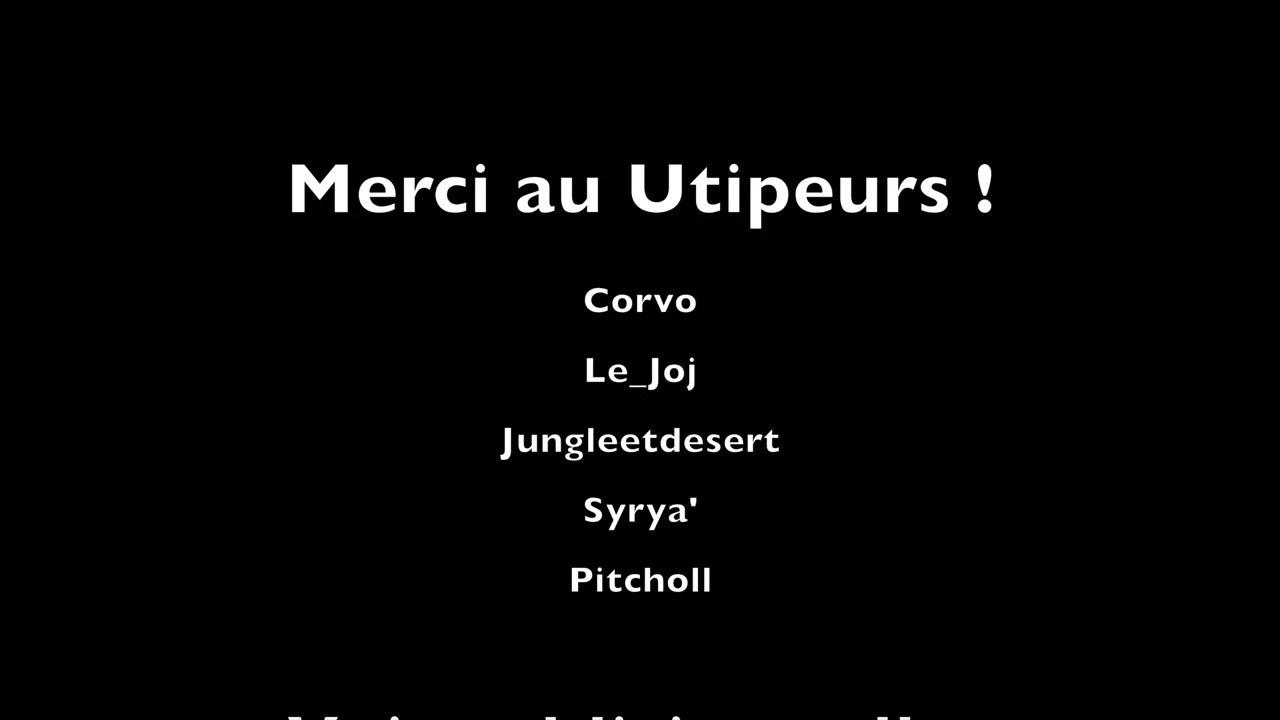 Merci au Utipeurs !
Corvo
Le_Joj
Jungleetdesert
Syrya'
Pitcholl